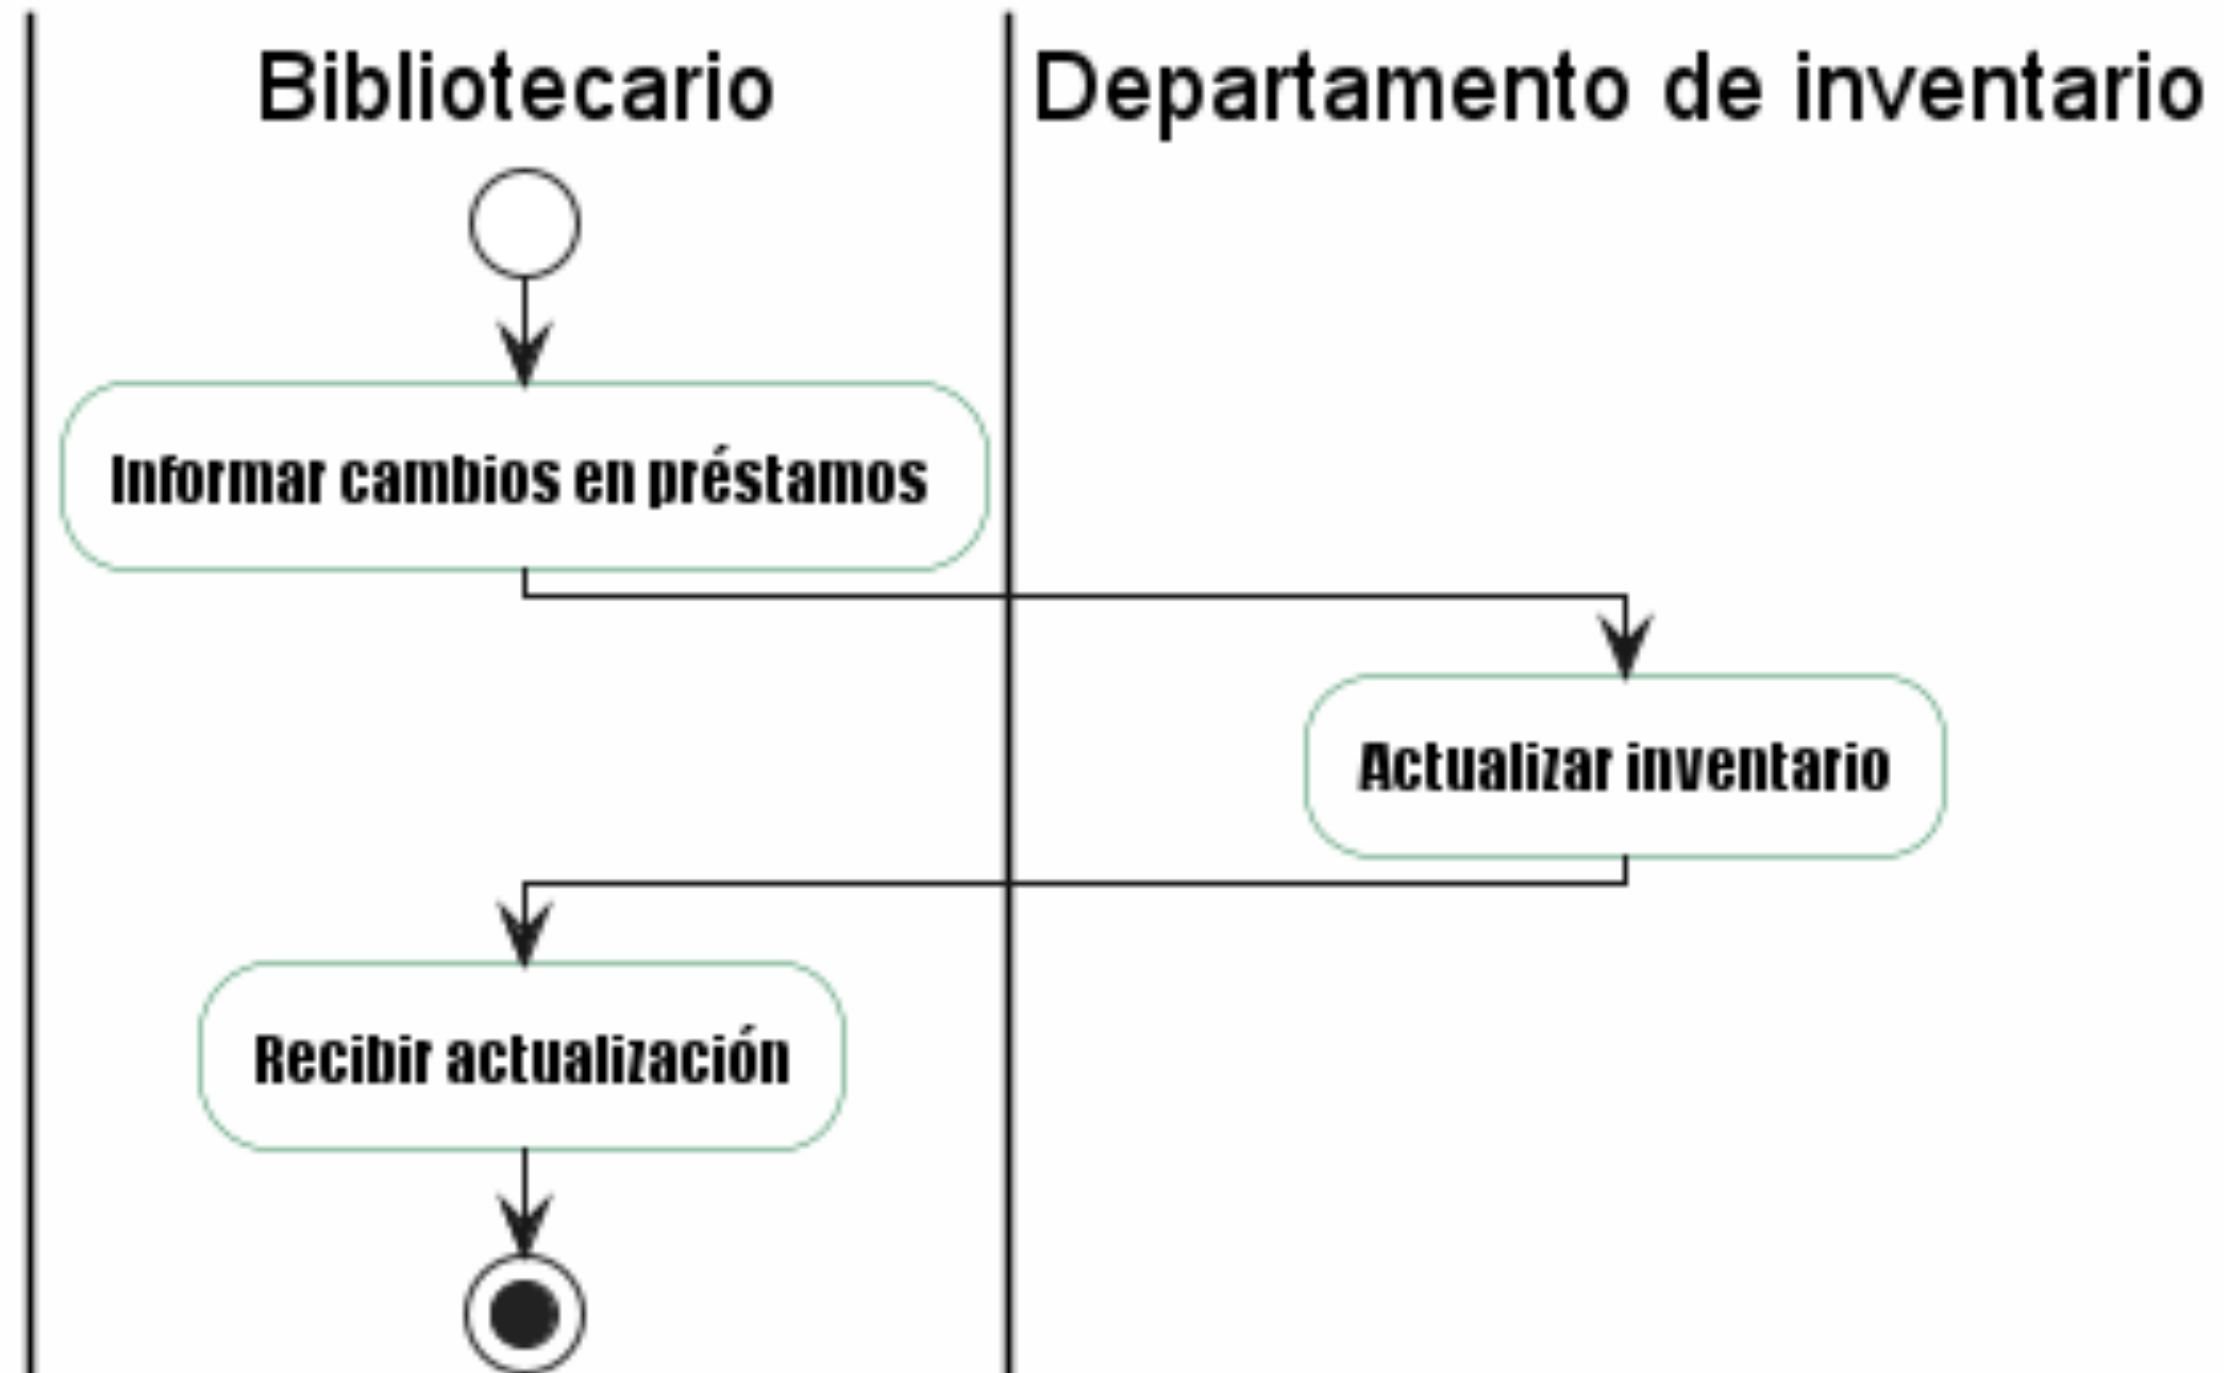 Bibliotecario
Departamento de inventario
Informar cambios en préstamos
Actualizar inventario
Recibir actualización